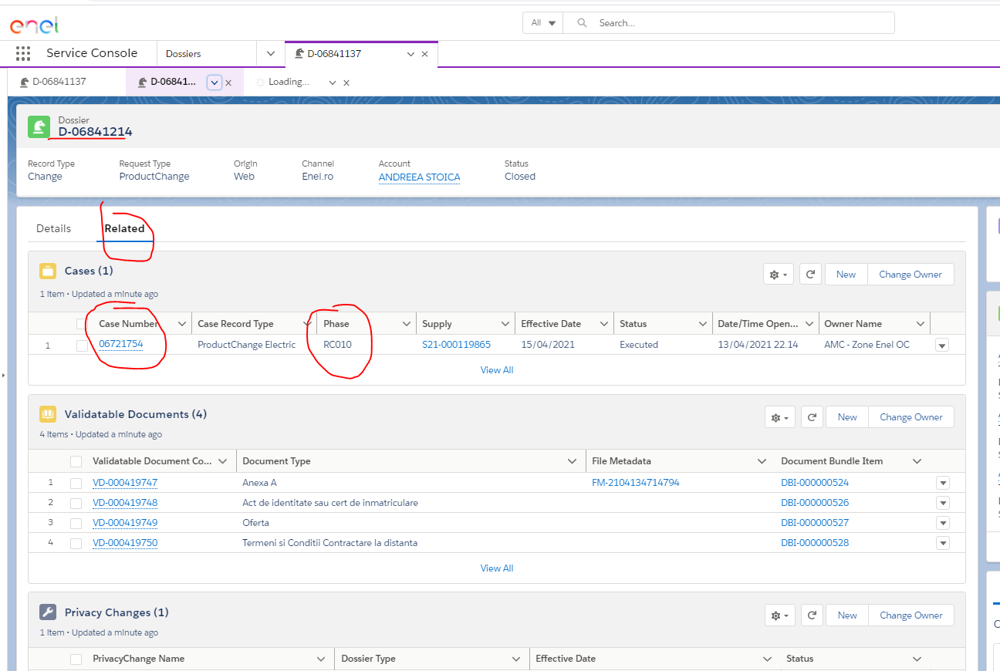 enel
All
Search...
Service Console
Dossiers
D-06841137
D-06841137
D-06841...
Loading...
Dossier
D-06841214
Record Type Request Type Origin Channel Account Status
Change ProductChange Web Enel.ro ANDREEA STOICA Closed
Details Related
Cases (1)
New Change Owner
1 Item • Updated a minute ago
Case Number Case Record Type Phase Supply Effective Date Status Date/Time Open... Owner Name
1 06721754 ProductChange Electric RC010 S21-000119865 15/04/2021 Executed 13/04/2021 22.14 AMC - Zone Enel OC
View All
Validatable Documents (4)
New Change Owner
4 Items • Updated a minute ago
Validatable Document Co... Document Type File Metadata Document Bundle Item
1 VD-000419747 Anexa A FM-2104134714794 DBI-000000524
2 VD-000419748 Act de identitate sau cert de inmatriculare DBI-000000526
3 VD-000419749 Oferta DBI-000000527
4 VD-000419750 Termeni si Conditii Contractare la distanta DBI-000000528
View All
Privacy Changes (1)
New Change Owner
1 Item • Updated a minute ago
PrivacyChange Name Dossier Type Effective Date Status